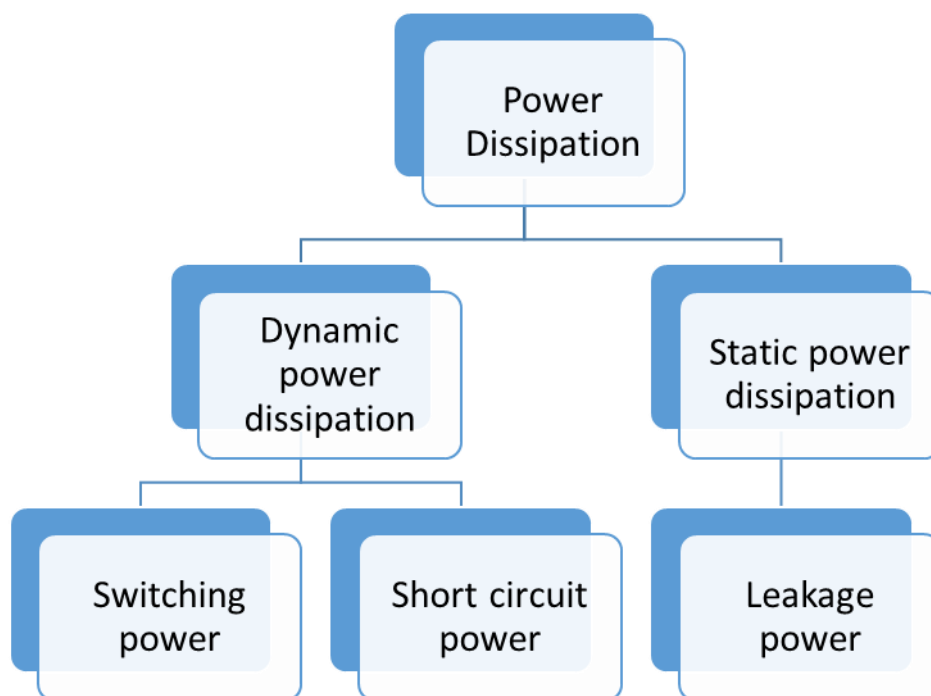 Power
Dissipation
Dynamic
power
dissipation
Static power
dissipation
Switching
power
Short circuit
power
Leakage
power